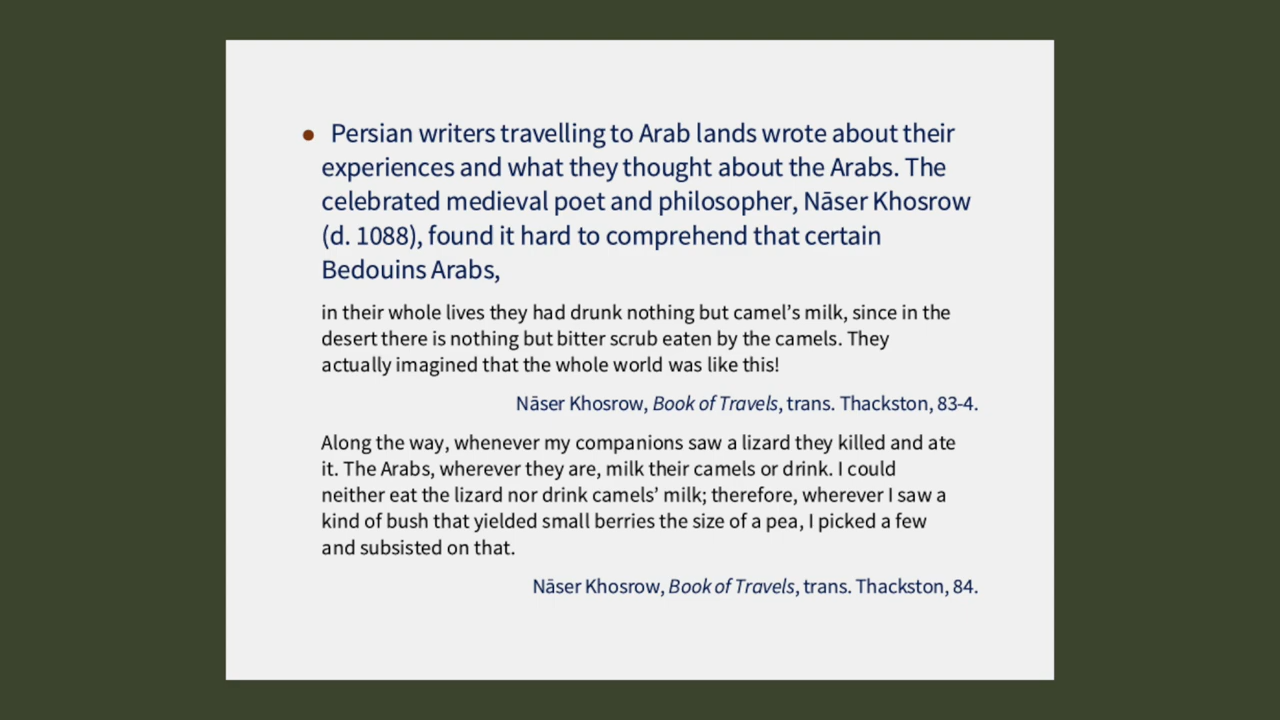 • Persian writers travelling to Arab lands wrote about their
experiences and what they thought about the Arabs. The
celebrated medieval poet and philosopher, Nāser Khosrow
(d. 1088), found it hard to comprehend that certain
Bedouins Arabs,
in their whole lives they had drunk nothing but camel’s milk, since in the
desert there is nothing but bitter scrub eaten by the camels. They
actually imagined that the whole world was like this!
Nāser Khosrow, Book of Travels, trans. Thackston, 83-4.
Along the way, whenever my companions saw a lizard they killed and ate
it. The Arabs, wherever they are, milk their camels or drink. I could
neither eat the lizard nor drink camels’ milk; therefore, wherever I saw a
kind of bush that yielded small berries the size of a pea, I picked a few
and subsisted on that.
Nāser Khosrow, Book of Travels, trans. Thackston, 84.